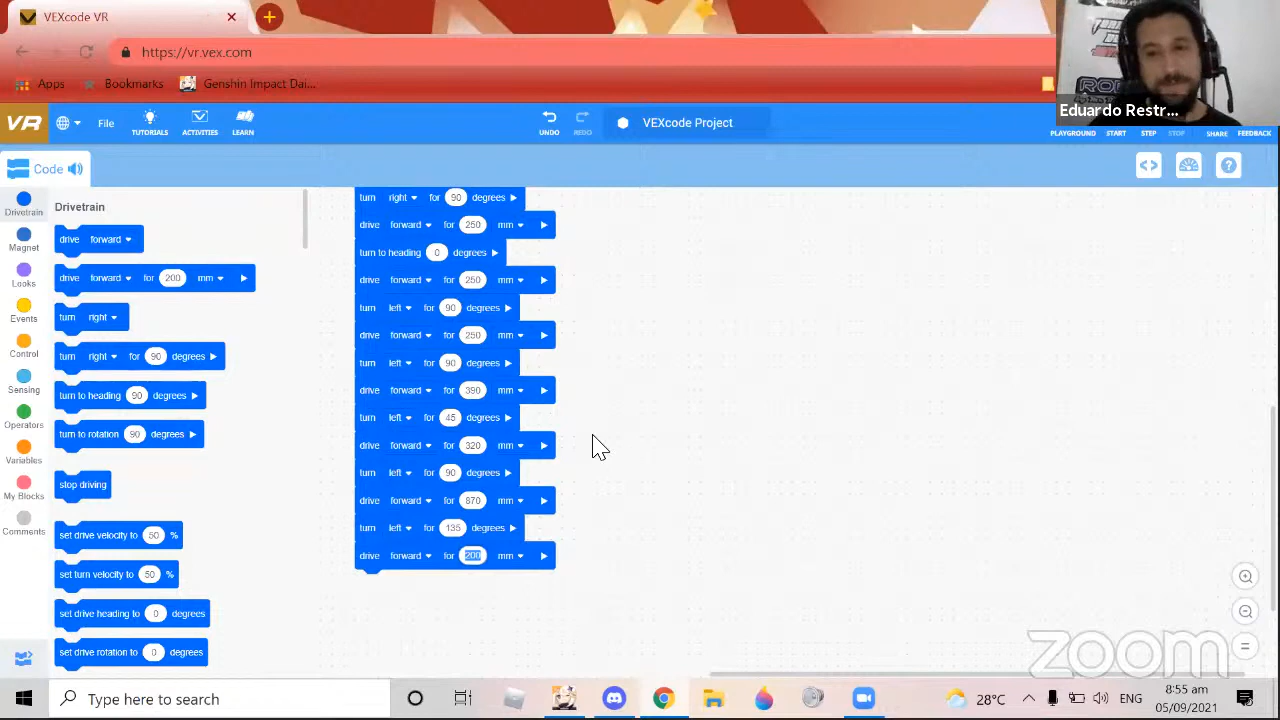 VEXcode VR
https://vr.vex.com
Apps Bookmarks Genshin Impact Dai...
Eduardo Restr...
VR File TUTORIALS ACTIVITIES LEARN UNDO REDO VEXcode Project PLAYGROUND START STEP STOP SHARE FEEDBACK
Code
Drivetrain
Magnet
Looks
Events
Control
Sensing
Operators
Variables
My Blocks
Comments
Drivetrain
drive forward
drive forward for 200 mm
turn right
turn right for 90 degrees
turn to heading 90 degrees
turn to rotation 90 degrees
stop driving
set drive velocity to 50 %
set turn velocity to 50 %
set drive heading to 0 degrees
set drive rotation to 0 degrees
turn right for 90 degrees
drive forward for 250 mm
turn to heading 0 degrees
drive forward for 250 mm
turn left for 90 degrees
drive forward for 250 mm
turn left for 90 degrees
drive forward for 390 mm
turn left for 45 degrees
drive forward for 320 mm
turn left for 90 degrees
drive forward for 870 mm
turn left for 135 degrees
drive forward for 200 mm
zoom
Type here to search
28°C
ENG
8:55 am
05/09/2021